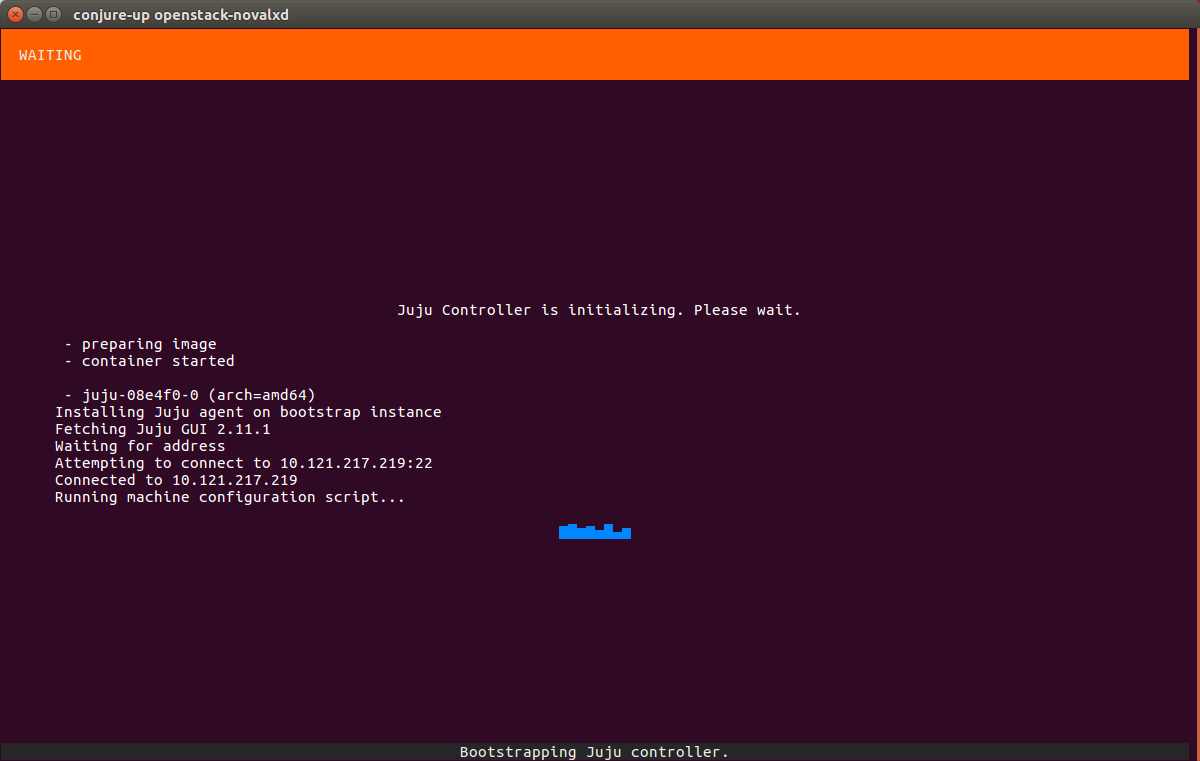 conjure-up openstack-novalxd
WAITING
Juju Controller is initializing. Please wait.
- preparing image
- container started
- juju-08e4f0-0 (arch=amd64)
Installing Juju agent on bootstrap instance
Fetching Juju GUI 2.11.1
Waiting for address
Attempting to connect to 10.121.217.219:22
Connected to 10.121.217.219
Running machine configuration script...
Bootstrapping Juju controller.